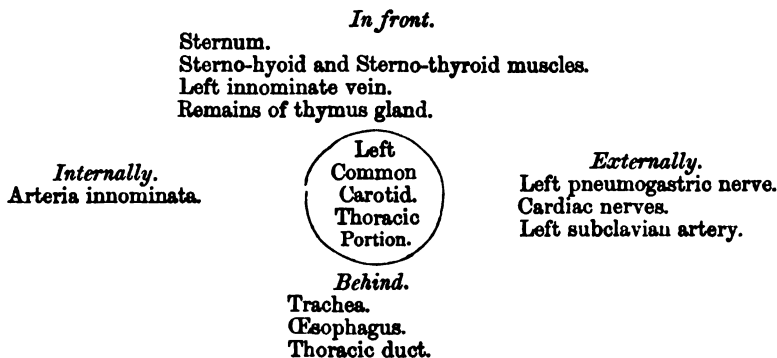 In front.
Sternum.
Sterno-hyoid and Sterno-thyroid muscles.
Left innominate vein.
Remains of thymus gland.
Internally.
Arteria innominata.
Left
Common
Carotid.
Thoracic
Portion.
Externally.
Left pneumogastric nerve.
Cardiac nerves.
Left subclavian artery.
Behind.
Trachea.
Œsophagus.
Thoracic duct.